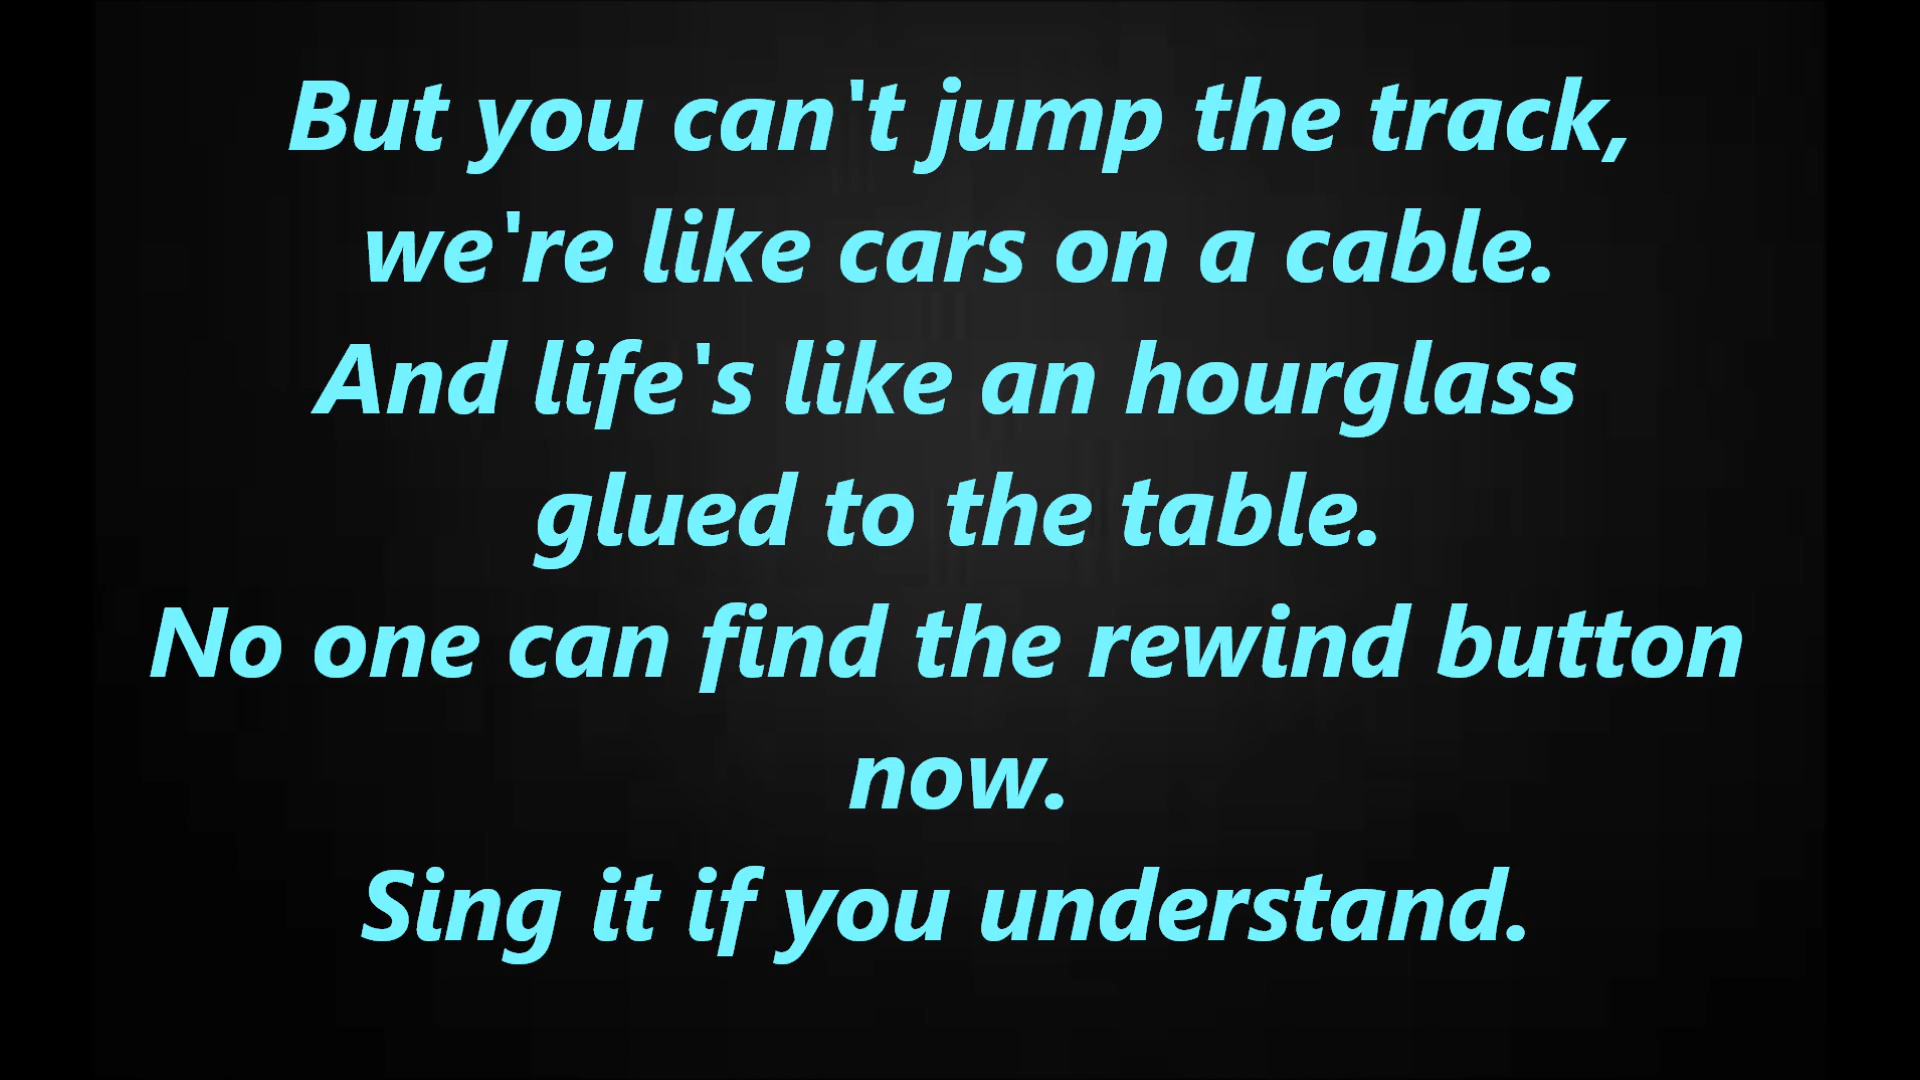 But you can't jump the track,
we're like cars on a cable.
And life's like an hourglass
glued to the table.
No one can find the rewind button
now.
Sing it if you understand.